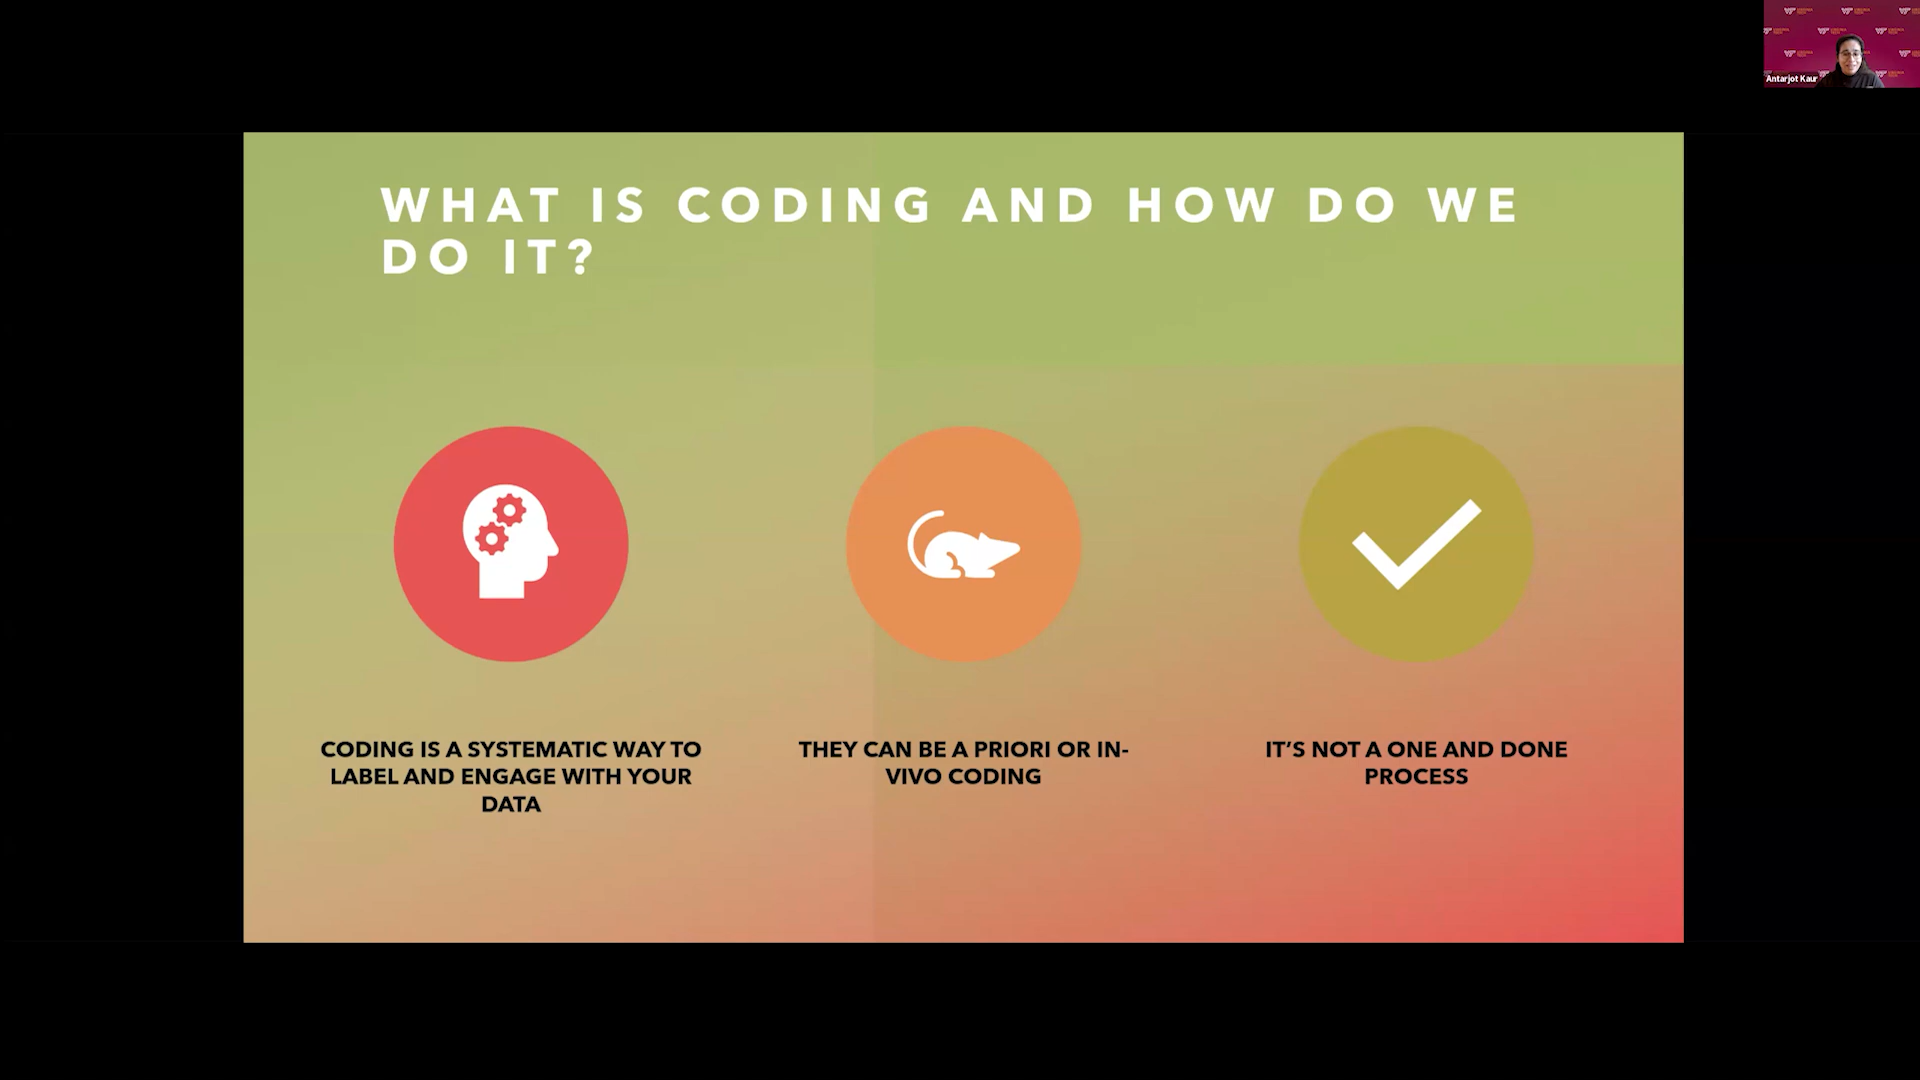 Antarjot Kaur
WHAT IS CODING AND HOW DO WE
DO IT?
CODING IS A SYSTEMATIC WAY TO
LABEL AND ENGAGE WITH YOUR
DATA
THEY CAN BE A PRIORI OR IN-
VIVO CODING
IT’S NOT A ONE AND DONE
PROCESS